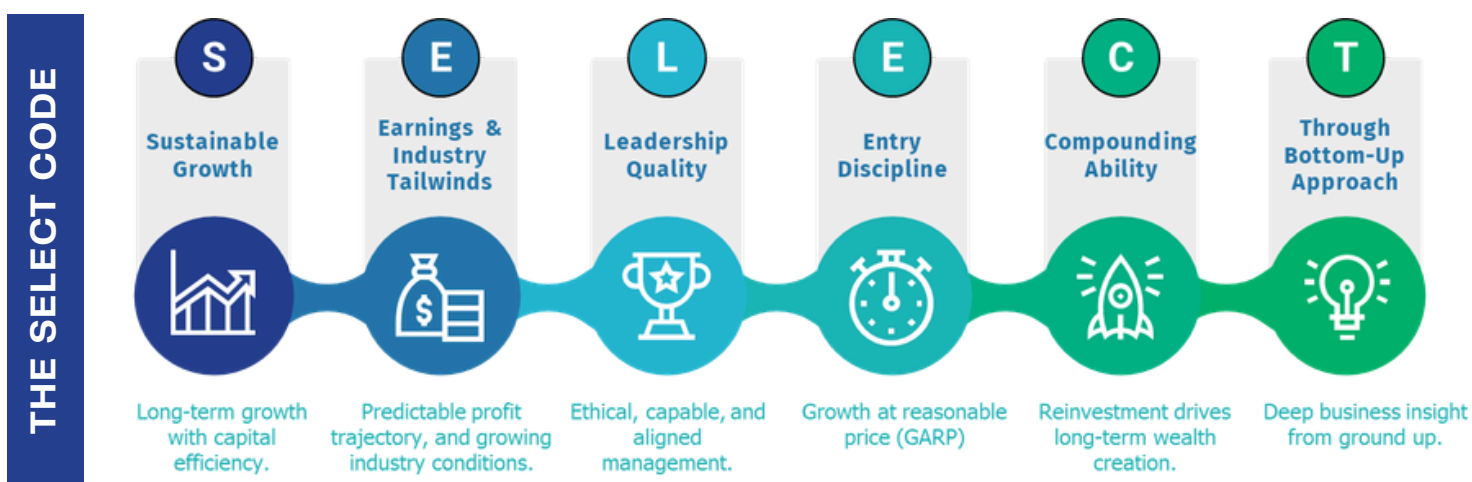 THE SELECT CODE
S
Sustainable
Growth
Long-term growth
with capital
efficiency.
E
Earnings &
Industry
Tailwinds
$
Predictable profit
trajectory, and growing
industry conditions.
L
Leadership
Quality
Ethical, capable, and
aligned
management.
E
Entry
Discipline
Growth at reasonable
price (GARP)
C
Compounding
Ability
Reinvestment drives
long-term wealth
creation.
T
Through
Bottom-Up
Approach
Deep business insight
from ground up.